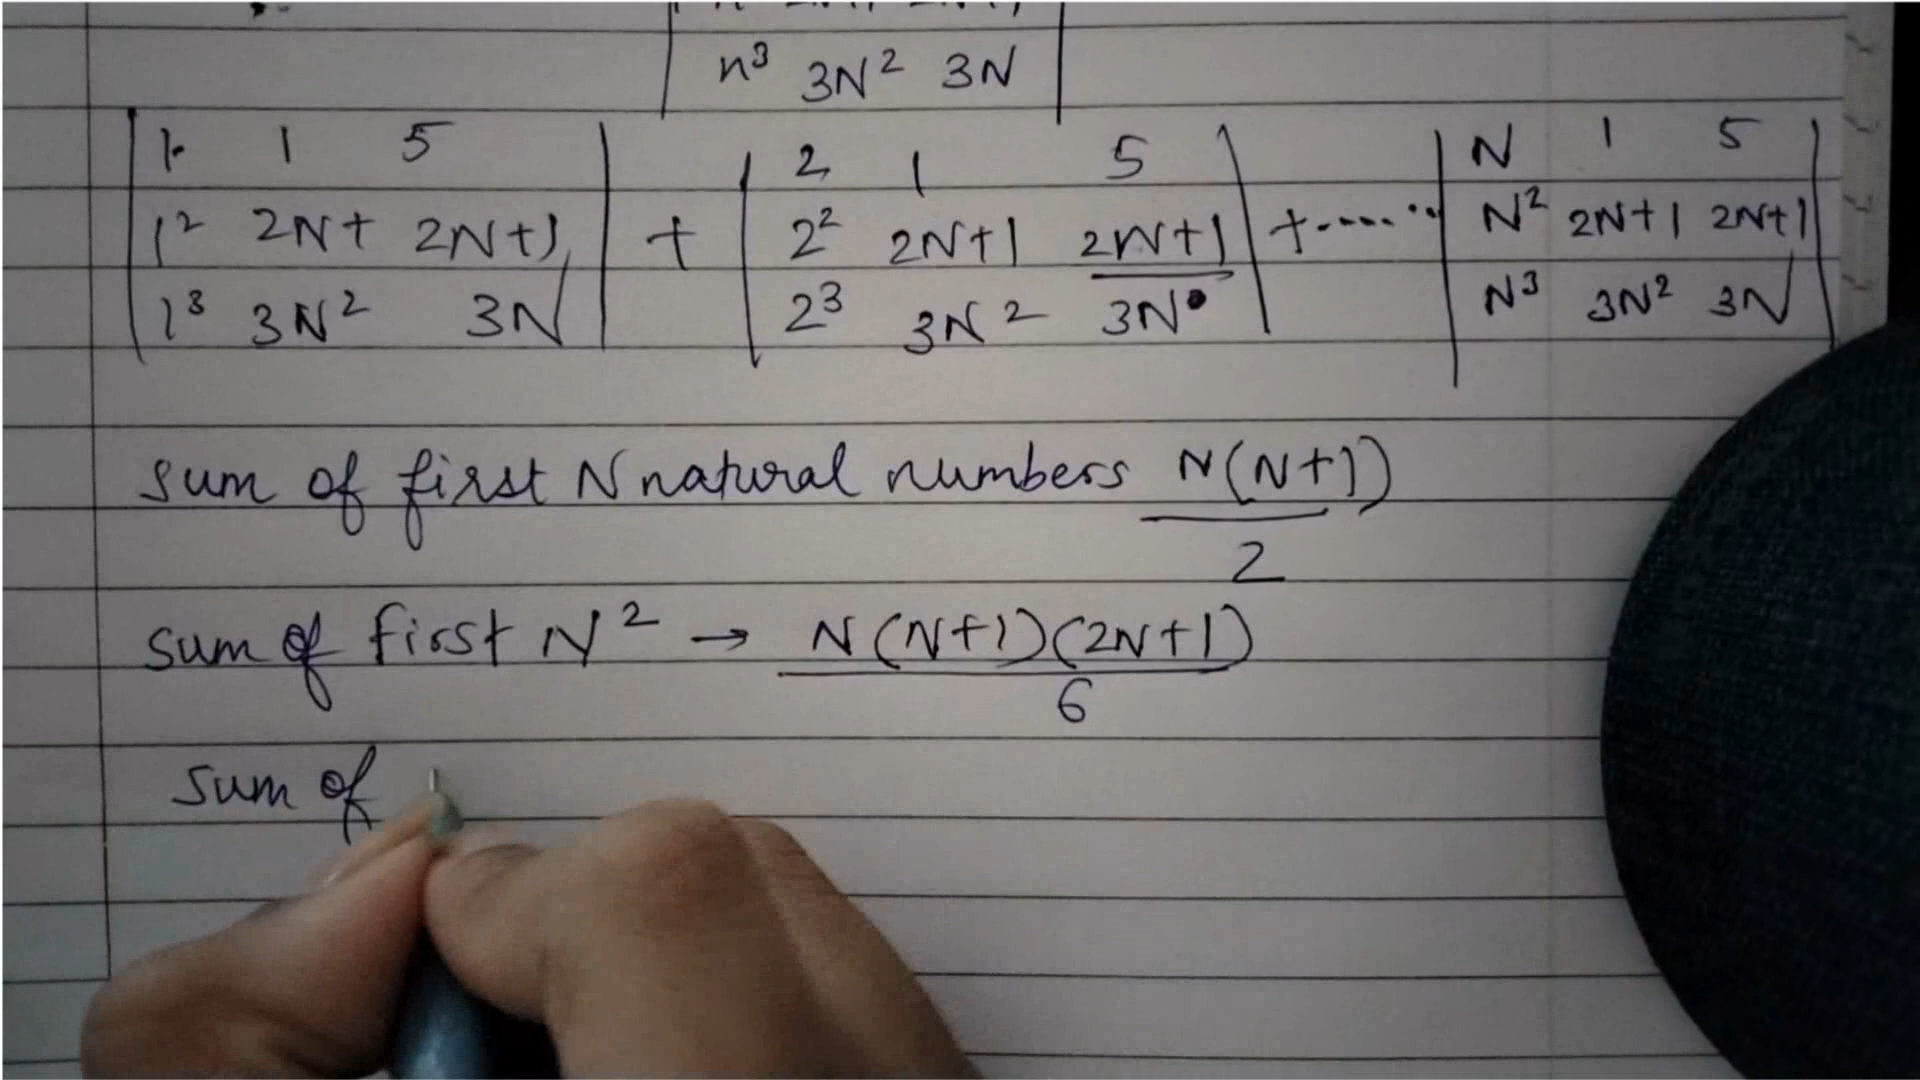 n³ 3N² 3N
1 1 5 2 1 5 N 1 5
1² 2N+ 2N+1 + 2² 2N+1 2N+1 +...... N² 2N+1 2N+1
1³ 3N² 3N 2³ 3N² 3N N³ 3N² 3N
sum of first N natural numbers N(N+1)
2
sum of first N² → N(N+1)(2N+1)
6
sum of